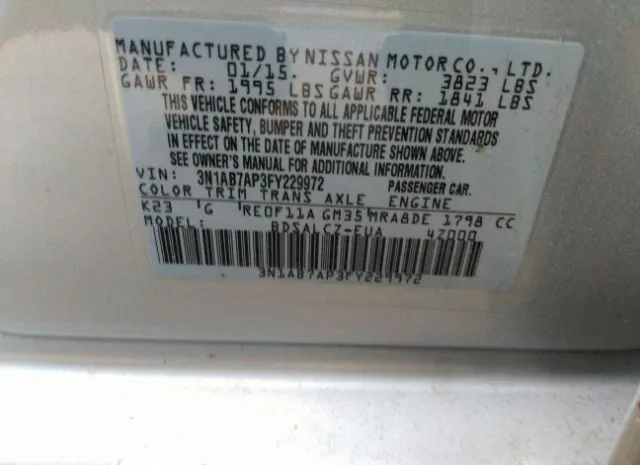 MANUFACTURED BY NISSAN MOTOR CO., LTD.
DATE: 01/15. GVWR: 3823 LBS
GAWR FR: 1995 LBS GAWR RR: 1841 LBS
THIS VEHICLE CONFORMS TO ALL APPLICABLE FEDERAL MOTOR
VEHICLE SAFETY, BUMPER AND THEFT PREVENTION STANDARDS
IN EFFECT ON THE DATE OF MANUFACTURE SHOWN ABOVE.
SEE OWNER'S MANUAL FOR ADDITIONAL INFORMATION.
VIN: 3N1AB7AP3FY229972 PASSENGER CAR.
COLOR TRIM TRANS AXLE ENGINE
K23 G RE0F11A GM35 MRA8DE 1798 CC
MODEL: BDSALCZ-EUA 4Z000
3N1AB7AP3FY229972